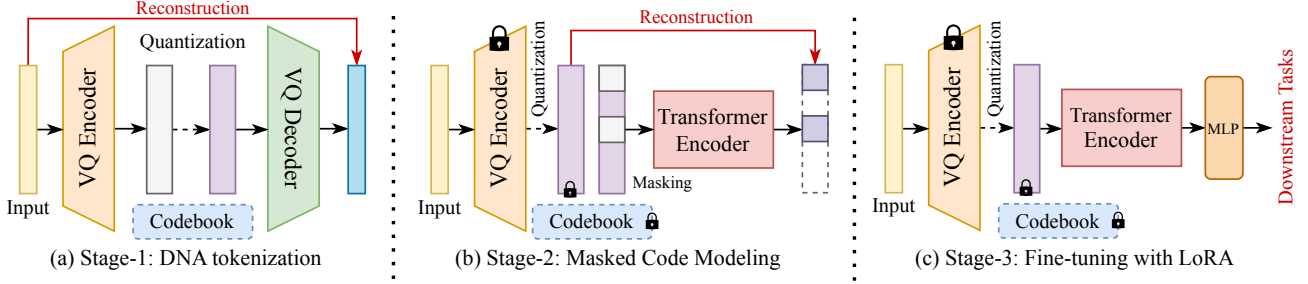 Reconstruction
Quantization
VQ Encoder
VQ Decoder
Input
Codebook
(a) Stage-1: DNA tokenization
Reconstruction
VQ Encoder
Quantization
Transformer
Encoder
Masking
Input
Codebook
(b) Stage-2: Masked Code Modeling
VQ Encoder
Quantization
Transformer
Encoder
MLP
Downstream Tasks
Input
Codebook
(c) Stage-3: Fine-tuning with LoRA